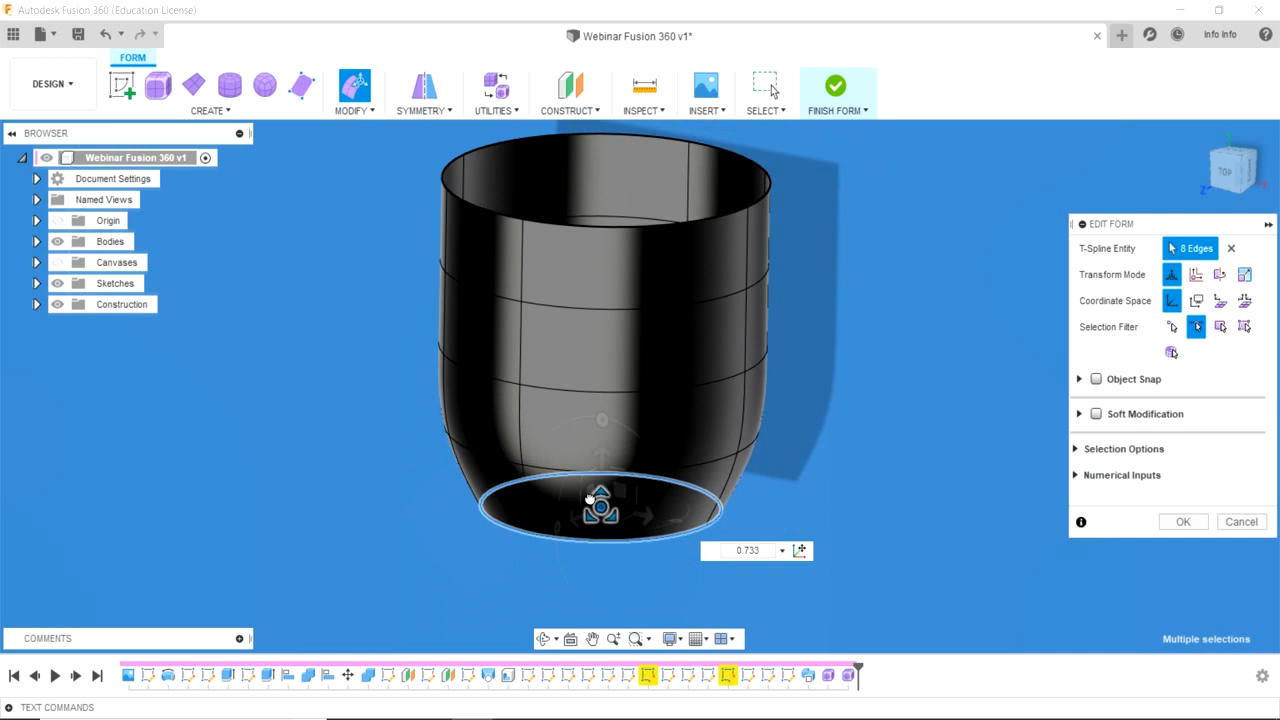 Autodesk Fusion 360 (Education License)
Webinar Fusion 360 v1*
Info Info
FORM
DESIGN
CREATE
MODIFY
SYMMETRY
UTILITIES
CONSTRUCT
INSPECT
INSERT
SELECT
FINISH FORM
BROWSER
Webinar Fusion 360 v1
Document Settings
Named Views
Origin
Bodies
Canvases
Sketches
Construction
TOP
Z
X
EDIT FORM
T-Spline Entity
8 Edges
Transform Mode
Coordinate Space
Selection Filter
Object Snap
Soft Modification
Selection Options
Numerical Inputs
OK
Cancel
0.733
COMMENTS
Multiple selections
TEXT COMMANDS